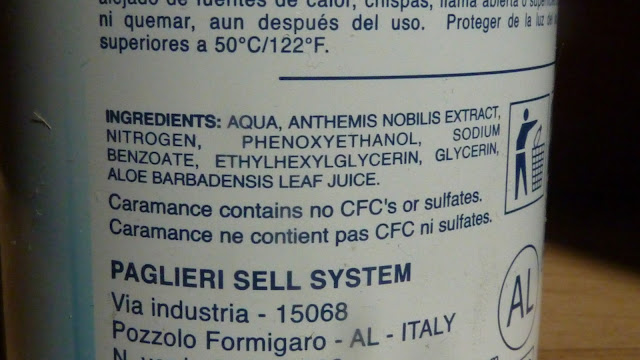 alojado de fuentes de calor, chispas, llama abierta o
ni quemar, aun después del uso. Proteger de la luz del
superiores a 50°C/122°F.
INGREDIENTS: AQUA, ANTHEMIS NOBILIS EXTRACT,
NITROGEN, PHENOXYETHANOL, SODIUM
BENZOATE, ETHYLHEXYLGLYCERIN, GLYCERIN,
ALOE BARBADENSIS LEAF JUICE.
Caramance contains no CFC's or sulfates.
Caramance ne contient pas CFC ni sulfates.
PAGLIERI SELL SYSTEM
Via industria - 15068
Pozzolo Formigaro - AL - ITALY
AL